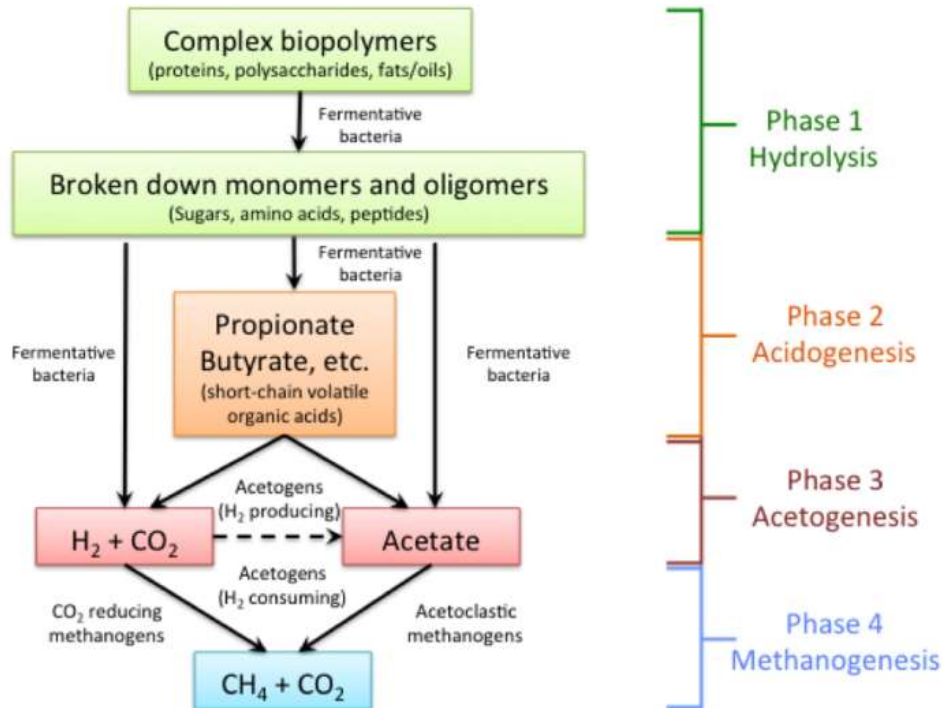 Complex biopolymers
(proteins, polysaccharides, fats/oils)
Fermentative
bacteria
Broken down monomers and oligomers
(Sugars, amino acids, peptides)
Fermentative
bacteria
Propionate
Butyrate, etc.
(short-chain volatile
organic acids)
Fermentative
bacteria
Fermentative
bacteria
Acetogens
(H₂ producing)
H₂ + CO₂
Acetate
Acetogens
(H₂ consuming)
CO₂ reducing
methanogens
Acetoclastic
methanogens
CH₄ + CO₂
Phase 1
Hydrolysis
Phase 2
Acidogenesis
Phase 3
Acetogenesis
Phase 4
Methanogenesis